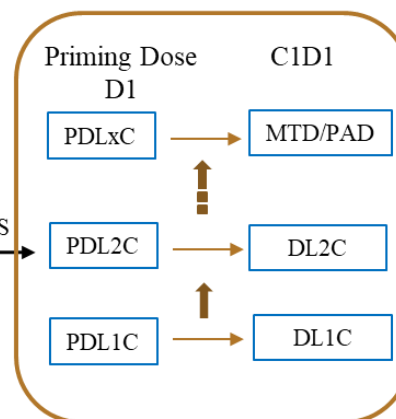 Priming Dose C1D1
D1
PDLxC MTD/PAD
S
PDL2C DL2C
PDL1C DL1C